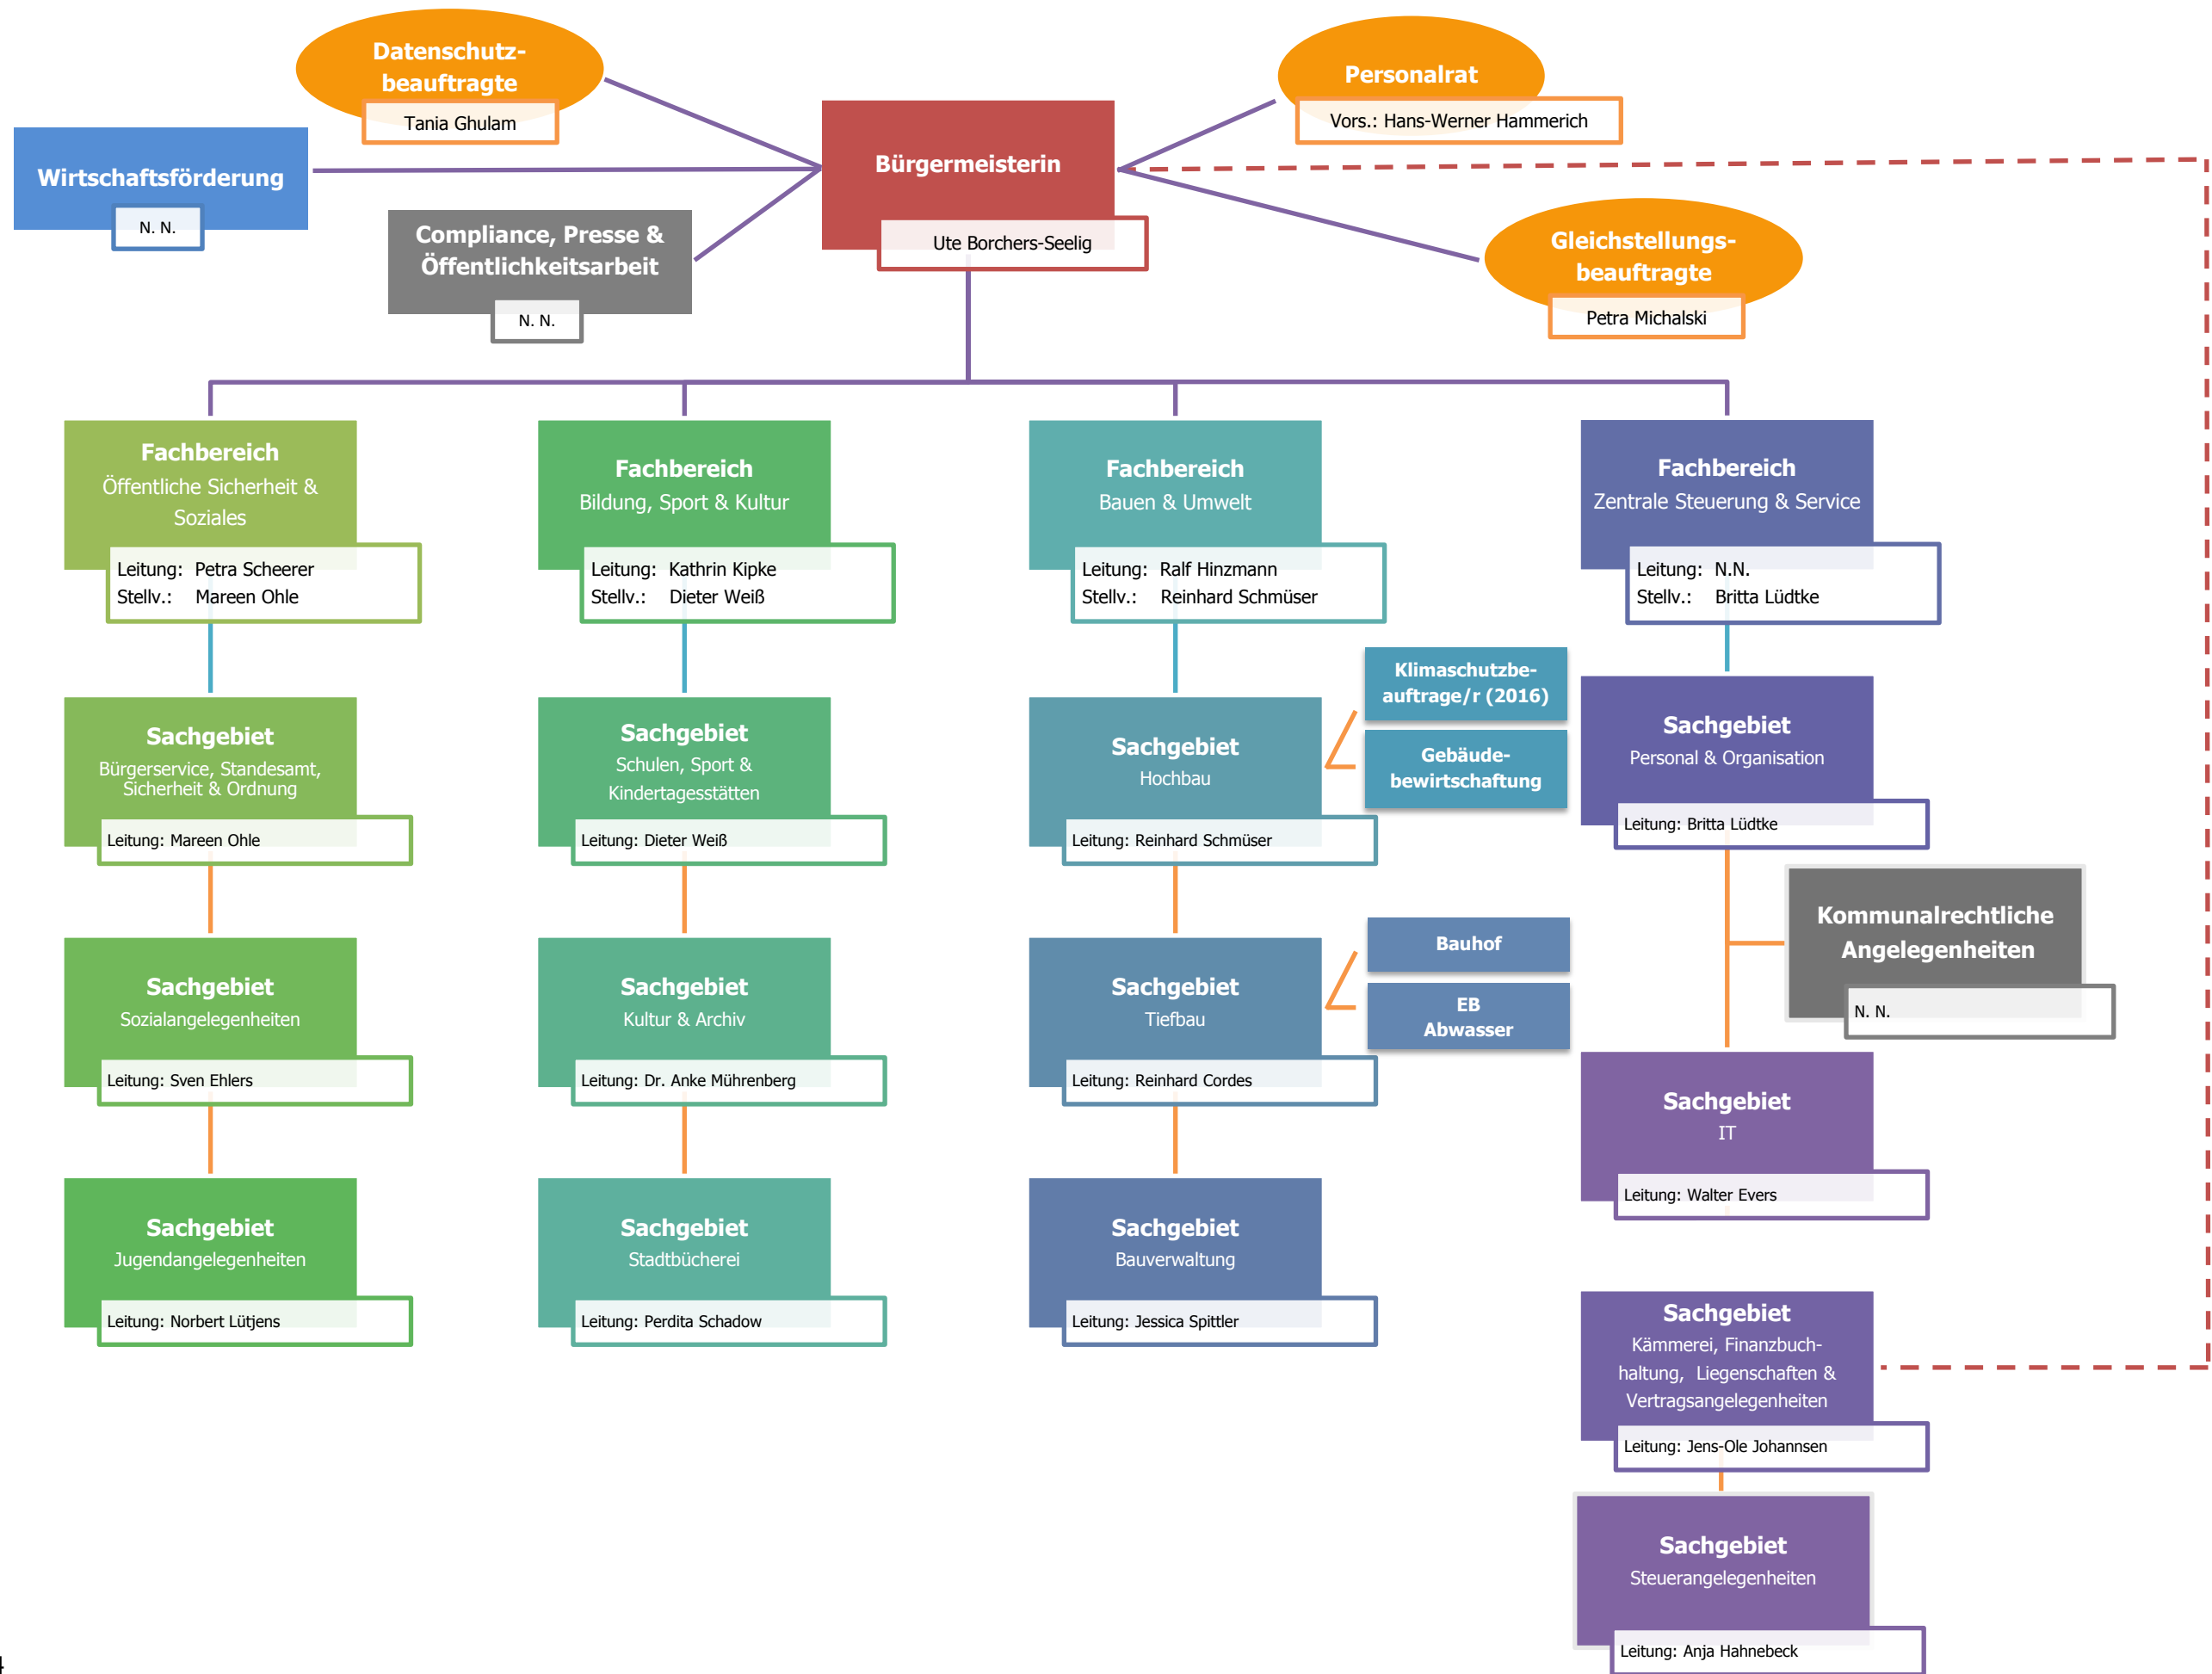 Datenschutz-
beauftragte
Tania Ghulam
Personalrat
Vors.: Hans-Werner Hammerich
Wirtschaftsförderung
N. N.
Compliance, Presse &
Öffentlichkeitsarbeit
N. N.
Bürgermeisterin
Ute Borchers-Seelig
Gleichstellungs-
beauftragte
Petra Michalski
Fachbereich
Öffentliche Sicherheit &
Soziales
Leitung: Petra Scheerer
Stellv.: Mareen Ohle
Fachbereich
Bildung, Sport & Kultur
Leitung: Kathrin Kipke
Stellv.: Dieter Weiß
Fachbereich
Bauen & Umwelt
Leitung: Ralf Hinzmann
Stellv.: Reinhard Schmüser
Fachbereich
Zentrale Steuerung & Service
Leitung: N.N.
Stellv.: Britta Lüdtke
Sachgebiet
Bürgerservice, Standesamt,
Sicherheit & Ordnung
Leitung: Mareen Ohle
Sachgebiet
Schulen, Sport &
Kindertagesstätten
Leitung: Dieter Weiß
Sachgebiet
Hochbau
Leitung: Reinhard Schmüser
Klimaschutzbe-
auftrage/r (2016)
Gebäude-
bewirtschaftung
Sachgebiet
Personal & Organisation
Leitung: Britta Lüdtke
Kommunalrechtliche
Angelegenheiten
N. N.
Sachgebiet
Sozialangelegenheiten
Leitung: Sven Ehlers
Sachgebiet
Kultur & Archiv
Leitung: Dr. Anke Mührenberg
Sachgebiet
Tiefbau
Leitung: Reinhard Cordes
Bauhof
EB
Abwasser
Sachgebiet
IT
Leitung: Walter Evers
Sachgebiet
Jugendangelegenheiten
Leitung: Norbert Lütjens
Sachgebiet
Stadtbücherei
Leitung: Perdita Schadow
Sachgebiet
Bauverwaltung
Leitung: Jessica Spittler
Sachgebiet
Kämmerei, Finanzbuch-
haltung, Liegenschaften &
Vertragsangelegenheiten
Leitung: Jens-Ole Johannsen
Sachgebiet
Steuerangelegenheiten
Leitung: Anja Hahnebeck